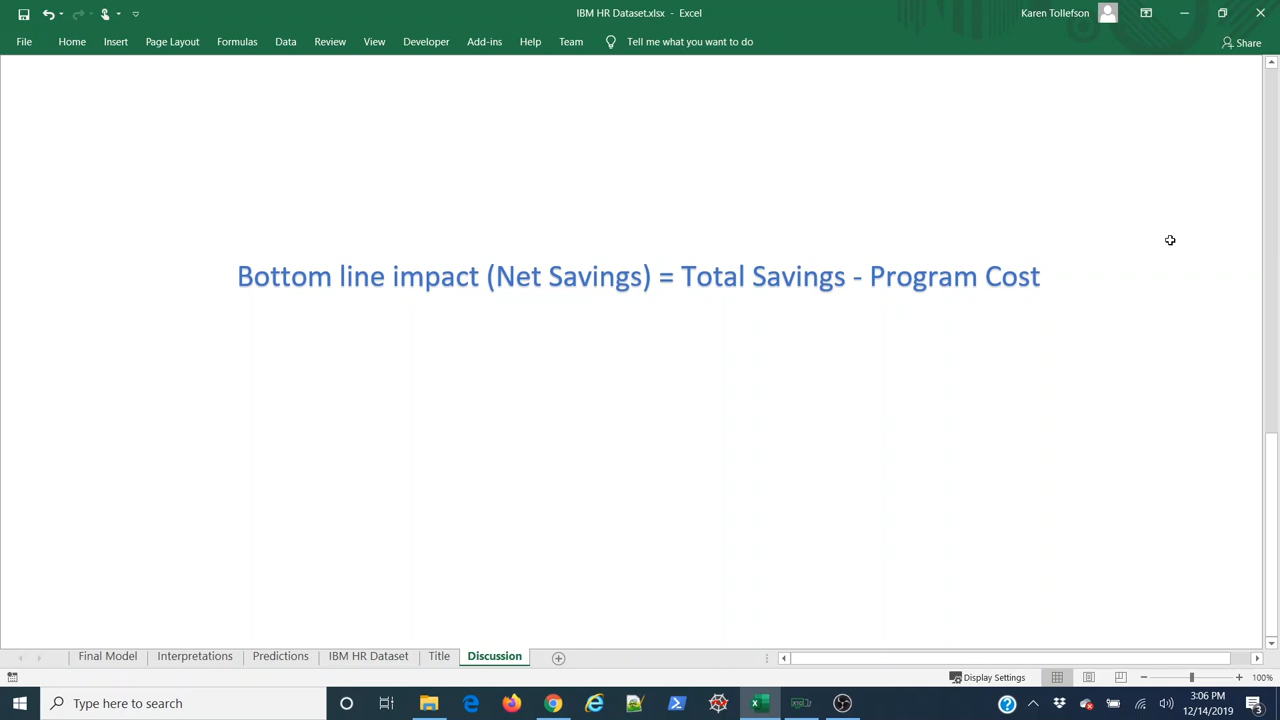 IBM HR Dataset.xlsx - Excel
Karen Tollefson
File Home Insert Page Layout Formulas Data Review View Developer Add-ins Help Team Tell me what you want to do Share
Bottom line impact (Net Savings) = Total Savings - Program Cost
Final Model Interpretations Predictions IBM HR Dataset Title Discussion
Display Settings 100%
Type here to search
3:06 PM
12/14/2019
3